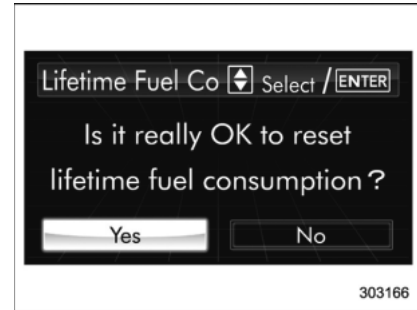 Lifetime Fuel Co Select / ENTER
Is it really OK to reset
lifetime fuel consumption ?
Yes No
303166